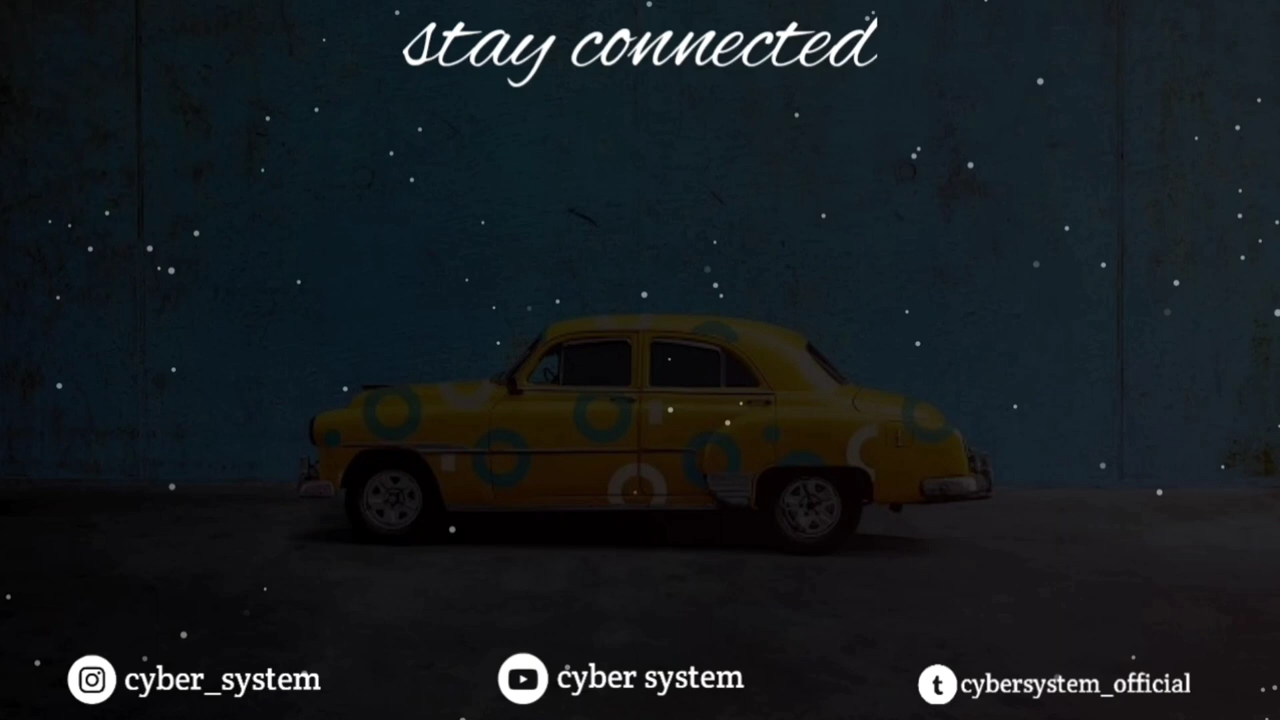 stay connected
cyber_system
cyber system
cybersystem_official